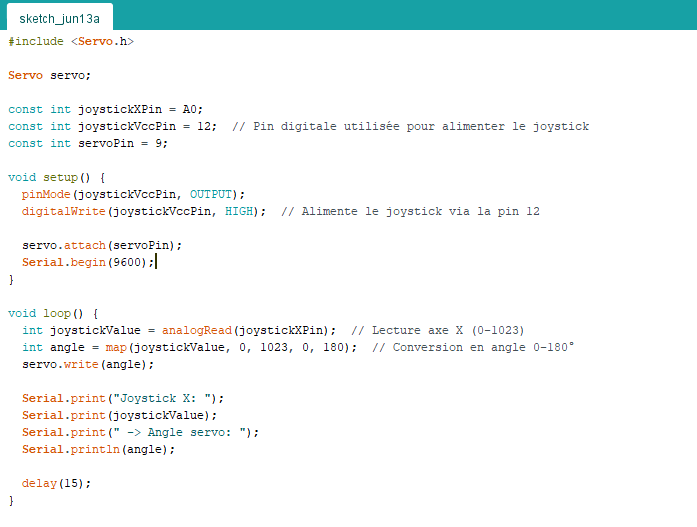 sketch_jun13a
#include <Servo.h>
Servo servo;
const int joystickXPin = A0;
const int joystickVccPin = 12;  // Pin digitale utilisée pour alimenter le joystick
const int servoPin = 9;
void setup() {
  pinMode(joystickVccPin, OUTPUT);
  digitalWrite(joystickVccPin, HIGH);  // Alimente le joystick via la pin 12
  servo.attach(servoPin);
  Serial.begin(9600);
}
void loop() {
  int joystickValue = analogRead(joystickXPin);  // Lecture axe X (0-1023)
  int angle = map(joystickValue, 0, 1023, 0, 180);  // Conversion en angle 0-180°
  servo.write(angle);
  Serial.print("Joystick X: ");
  Serial.print(joystickValue);
  Serial.print(" -> Angle servo: ");
  Serial.println(angle);
  delay(15);
}